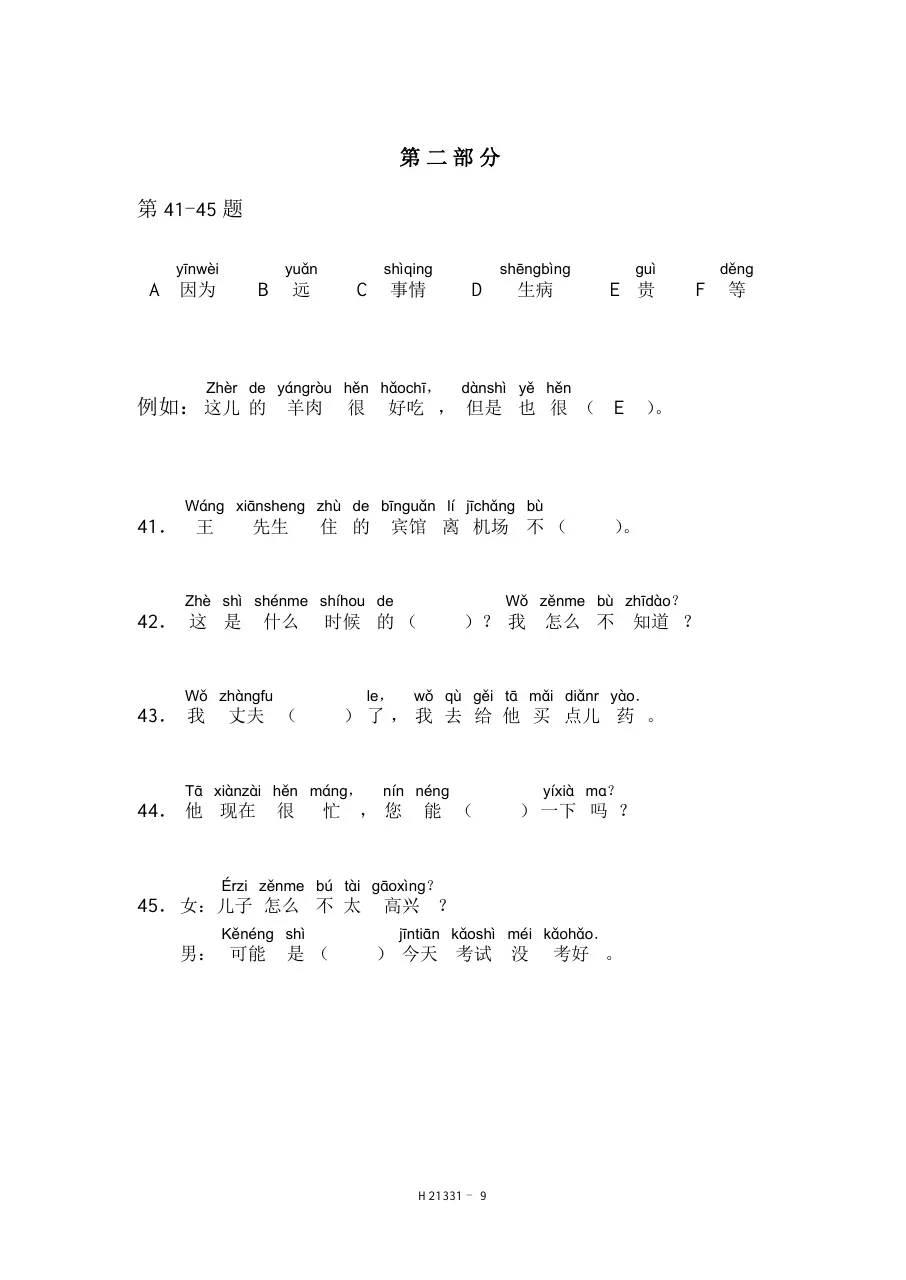 第二部分
第 41-45 题
yīnwèi yuǎn shìqing shēngbìng guì děng
A 因为 B 远 C 事情 D 生病 E 贵 F 等
Zhèr de yángròu hěn hǎochī, dànshì yě hěn
例如：这儿 的 羊肉 很 好吃 ，但是 也 很 （ E ）。
Wáng xiānsheng zhù de bīnguǎn lí jīchǎng bù
41． 王 先生 住 的 宾馆 离 机场 不（ ）。
Zhè shì shénme shíhou de Wǒ zěnme bù zhīdào?
42． 这 是 什么 时候 的（ ）？我 怎么 不 知道 ？
Wǒ zhàngfu le, wǒ qù gěi tā mǎi diǎnr yào.
43． 我 丈夫 （ ）了 ，我 去 给 他 买 点儿 药 。
Tā xiànzài hěn máng, nín néng yíxià ma?
44． 他 现在 很 忙 ，您 能 （ ）一下 吗 ？
Érzi zěnme bú tài gāoxìng?
45．女：儿子 怎么 不 太 高兴 ？
Kěnéng shì jīntiān kǎoshì méi kǎohǎo.
男： 可能 是（ ）今天 考试 没 考好 。
H21331 - 9